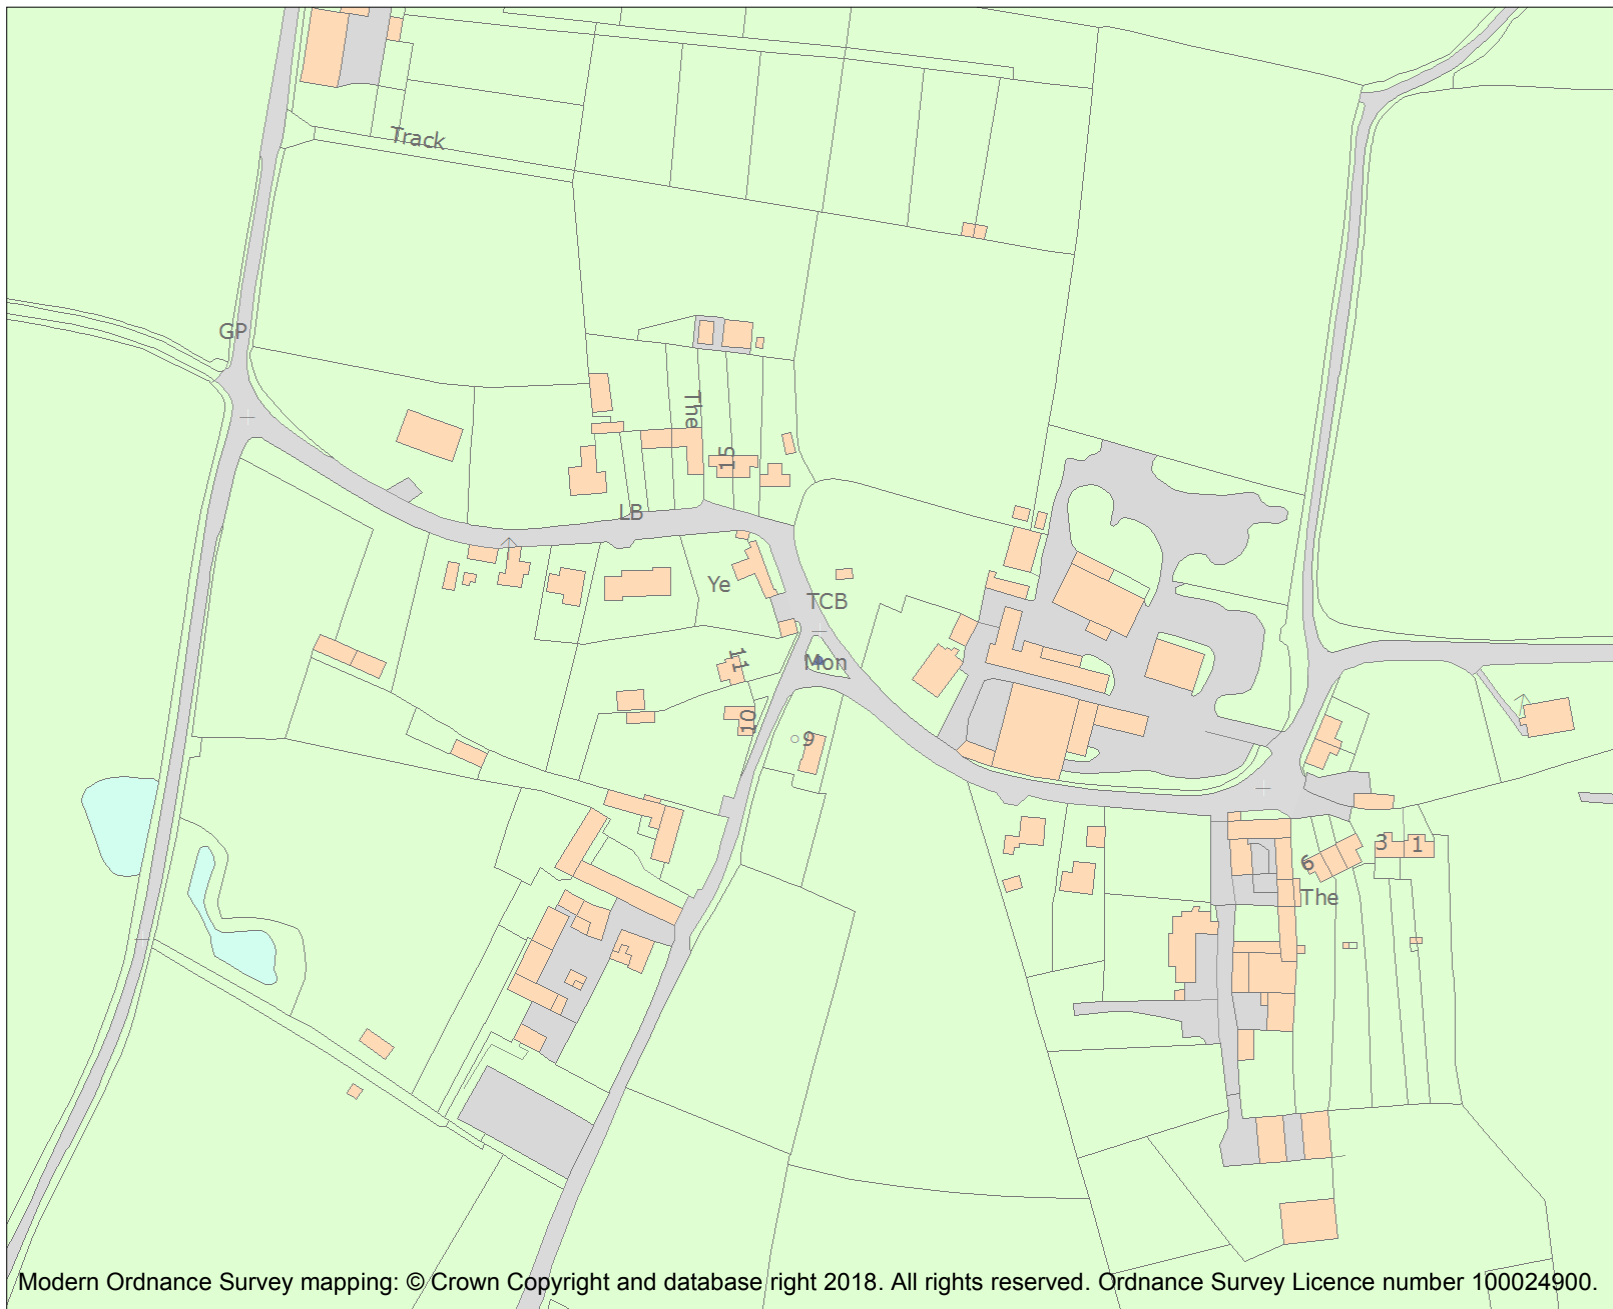 Track
GP
The
15
LB
Ye
TCB
11
Mon
10
9
3
1
6
The
Modern Ordnance Survey mapping: © Crown Copyright and database right 2018. All rights reserved. Ordnance Survey Licence number 100024900.